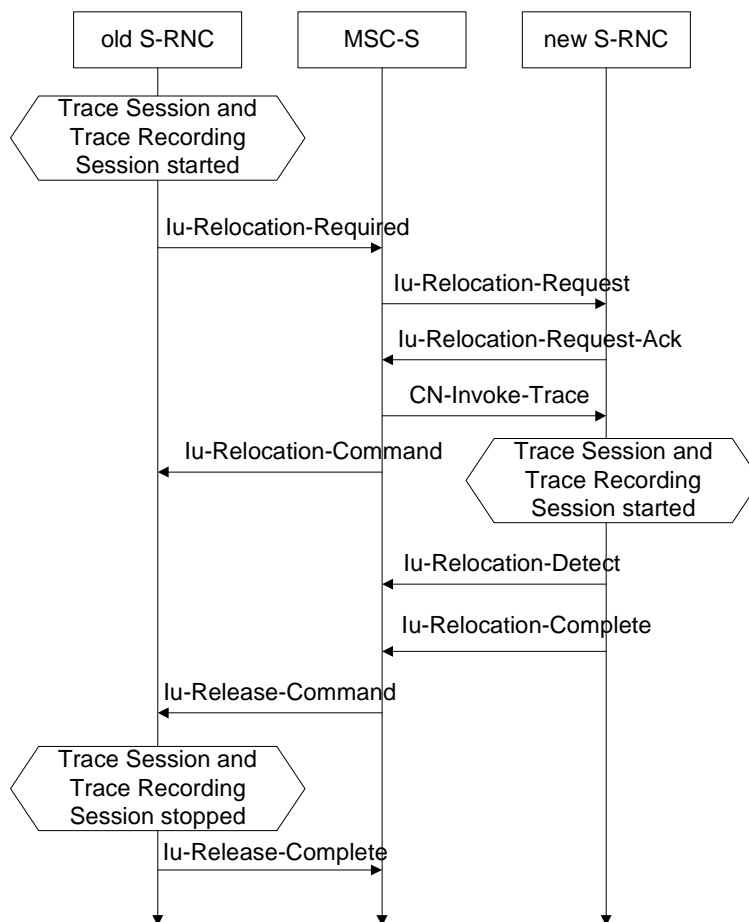 old S-RNC
MSC-S
new S-RNC
Trace Session and
Trace Recording
Session started
Iu-Relocation-Required
Iu-Relocation-Request
Iu-Relocation-Request-Ack
CN-Invoke-Trace
Iu-Relocation-Command
Trace Session and
Trace Recording
Session started
Iu-Relocation-Detect
Iu-Relocation-Complete
Iu-Release-Command
Trace Session and
Trace Recording
Session stopped
Iu-Release-Complete